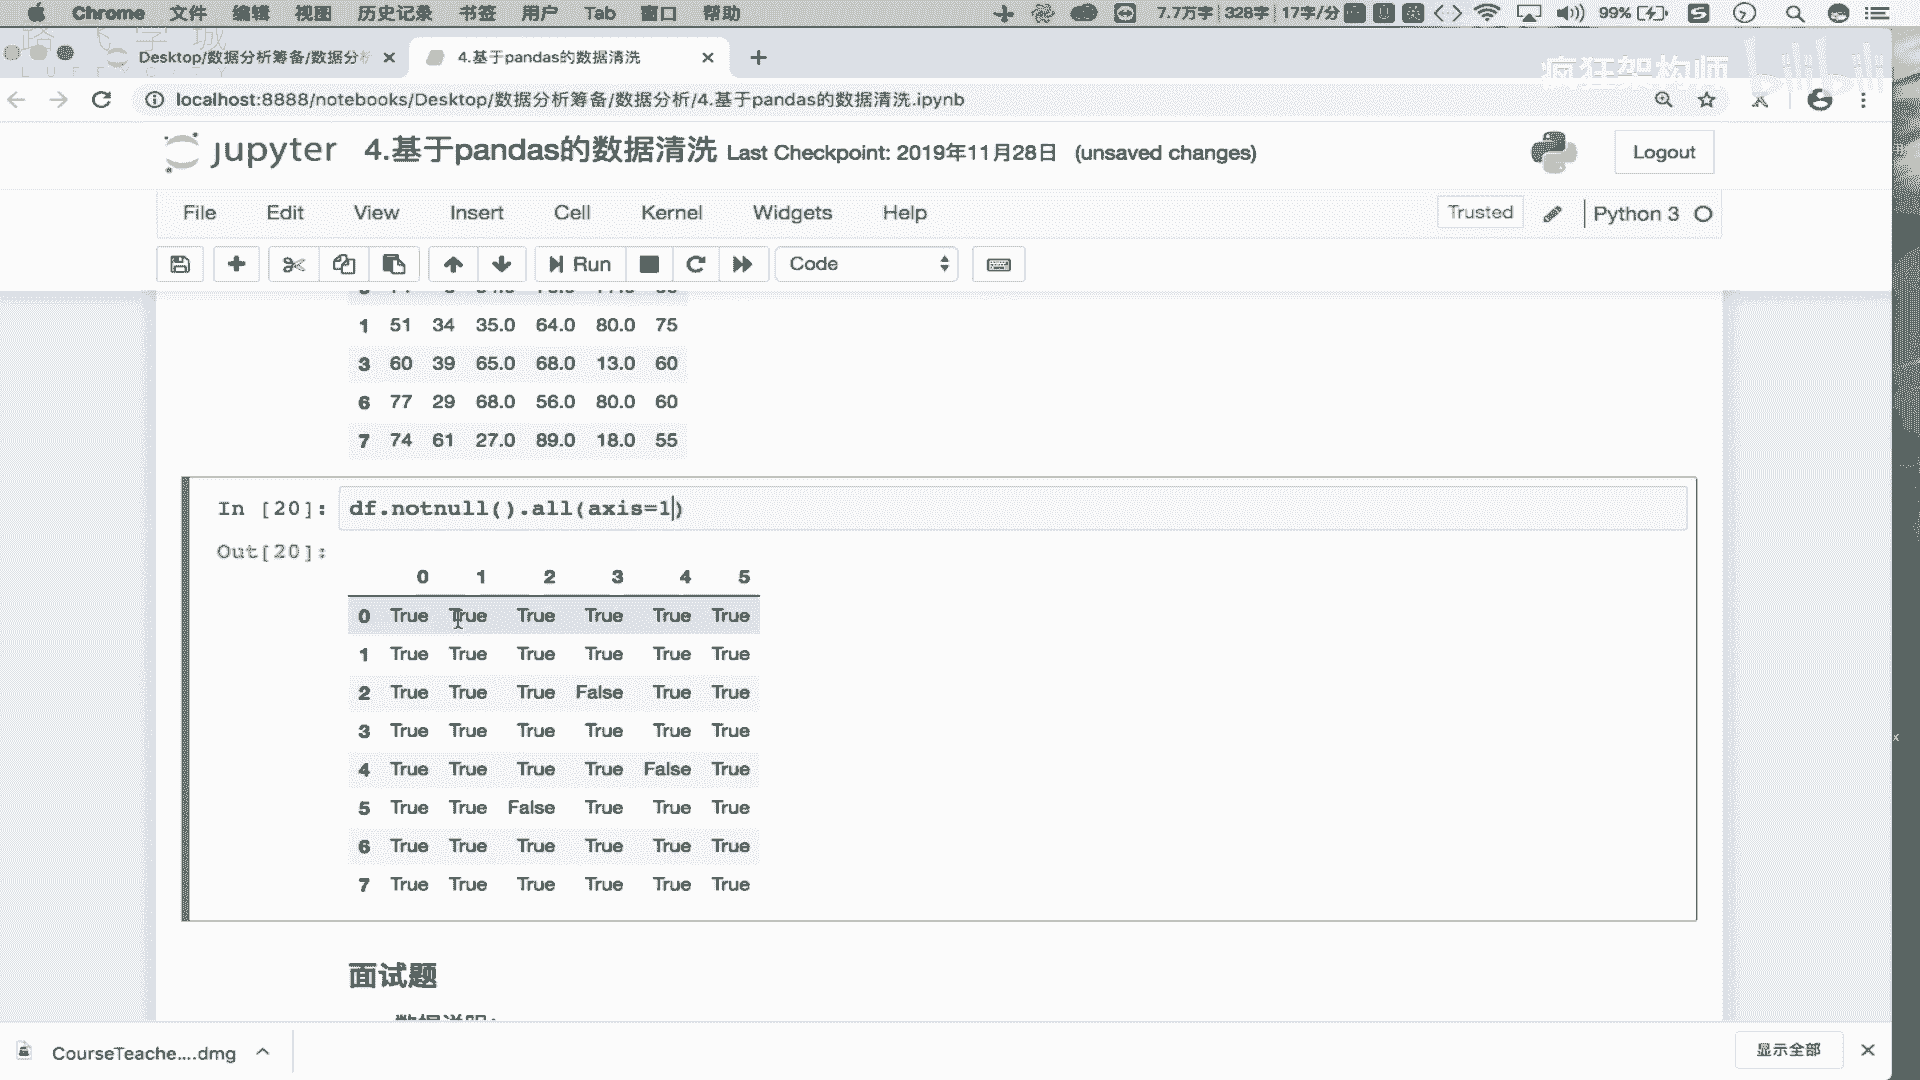 Chrome 文件 编辑 视图 历史记录 书签 用户 Tab 窗口 帮助 7.7万字 328字 17字/分 99%
Desktop/数据分析筹备/数据分析
4.基于pandas的数据清洗
疯狂架构师 bilibili
localhost:8888/notebooks/Desktop/数据分析筹备/数据分析/4.基于pandas的数据清洗.ipynb
jupyter 4.基于pandas的数据清洗 Last Checkpoint: 2019年11月28日 (unsaved changes)
Logout
File Edit View Insert Cell Kernel Widgets Help
Trusted Python 3
Run Code
1 51 34 35.0 64.0 80.0 75
3 60 39 65.0 68.0 13.0 60
6 77 29 68.0 56.0 80.0 60
7 74 61 27.0 89.0 18.0 55
In [20]: df.notnull().all(axis=1)
Out[20]:
0 1 2 3 4 5
0 True True True True True True
1 True True True True True True
2 True True True False True True
3 True True True True True True
4 True True True True False True
5 True True False True True True
6 True True True True True True
7 True True True True True True
面试题
数据说明:
CourseTeache....dmg
显示全部